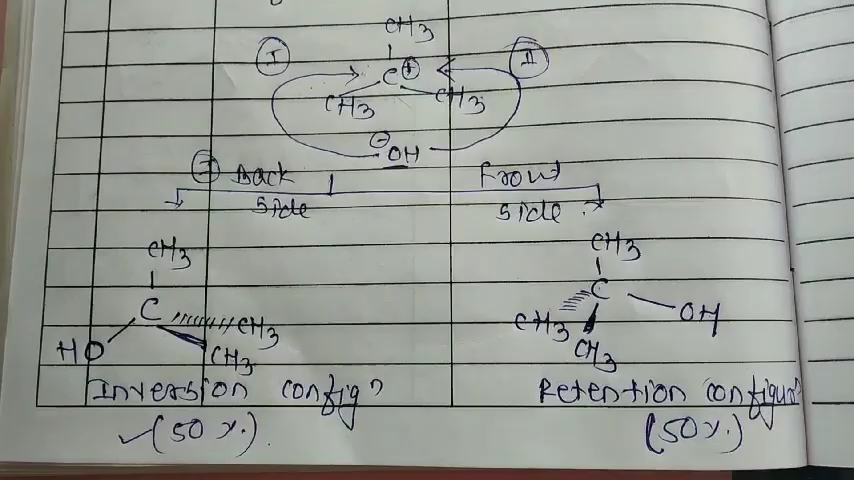 CH3
I II
C⊕
CH3 CH3
⊖OH
I Back Front
side side
CH3 CH3
C C
CH3 CH3 OH
HO CH3 CH3
Inversion config^n Retention
(50 %.) (50 %.)